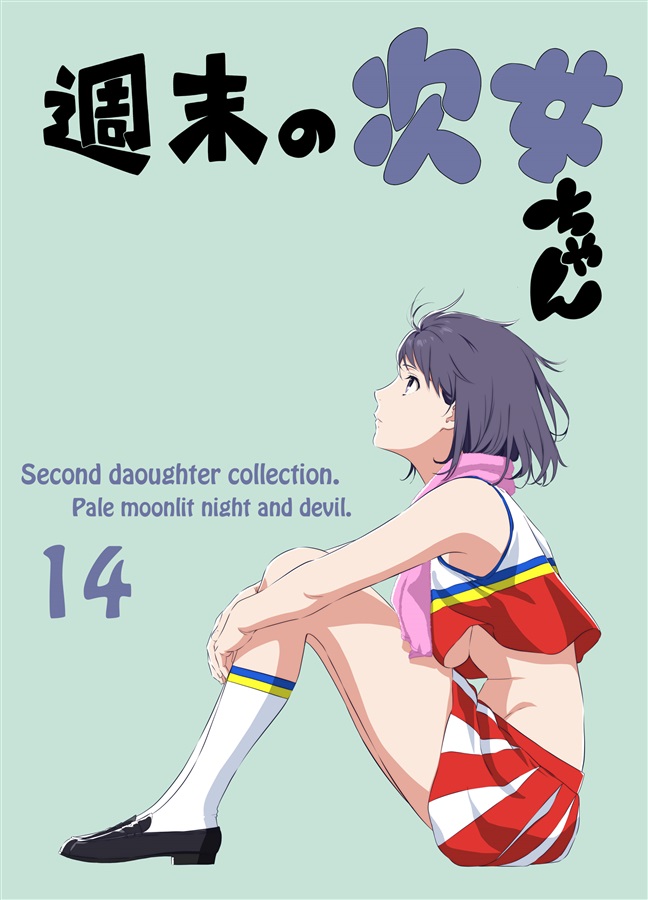 週末の次女ちゃん
Second daoughter collection.
Pale moonlit night and devil.
14